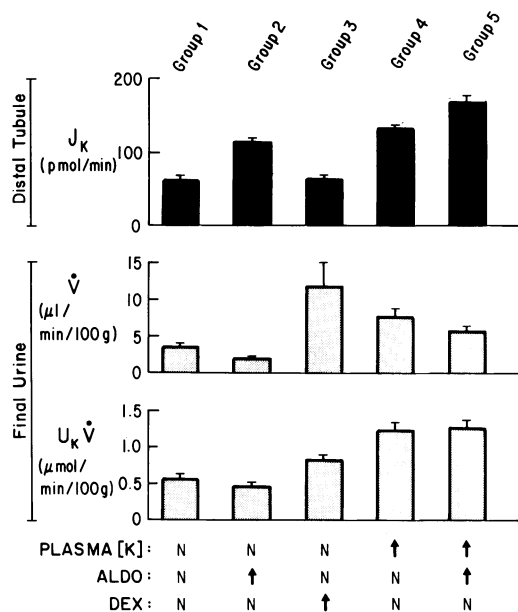 Group 1 Group 2 Group 3 Group 4 Group 5
Distal Tubule
J_K
(pmol/min)
200
100
0
Final Urine
V̇
(μl/
min/100g)
15
10
5
0
U_K V̇
(μmol/
min/100g)
1.5
1.0
0.5
0
PLASMA [K]: N N N ↑ ↑
ALDO: N ↑ N N ↑
DEX N N ↑ N N